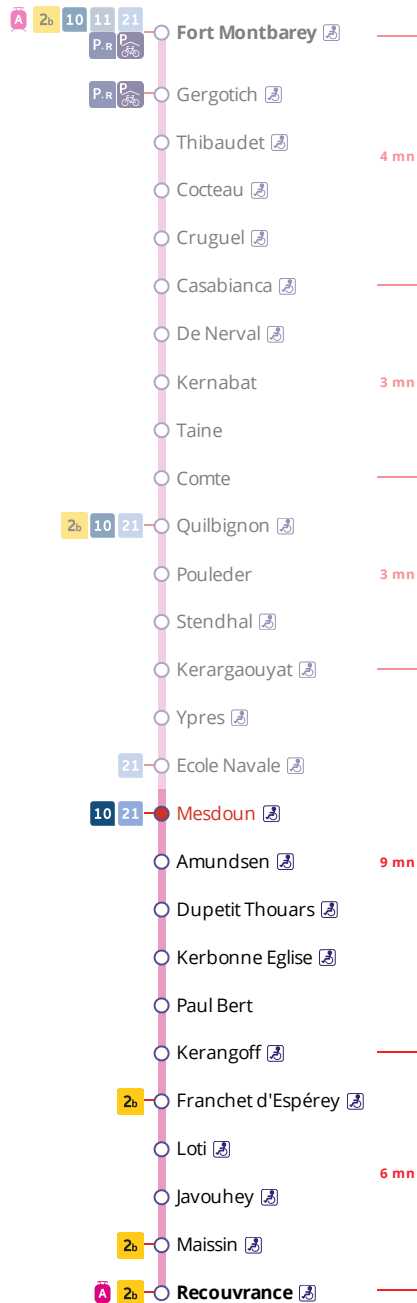 A 2b 10 11 21 Fort Montbarey
P+R P
P+R P Gergotich
Thibaudet
4 mn
Cocteau
Cruguel
Casabianca
De Nerval
Kernabat 3 mn
Taine
Comte
2b 10 21 Quilbignon
Pouleder 3 mn
Stendhal
Kerargaouyat
Ypres
21 Ecole Navale
10 21 Mesdoun
Amundsen 9 mn
Dupetit Thouars
Kerbonne Eglise
Paul Bert
Kerangoff
2b Franchet d'Espérey
Loti
6 mn
Javouhey
2b Maissin
A 2b Recouvrance